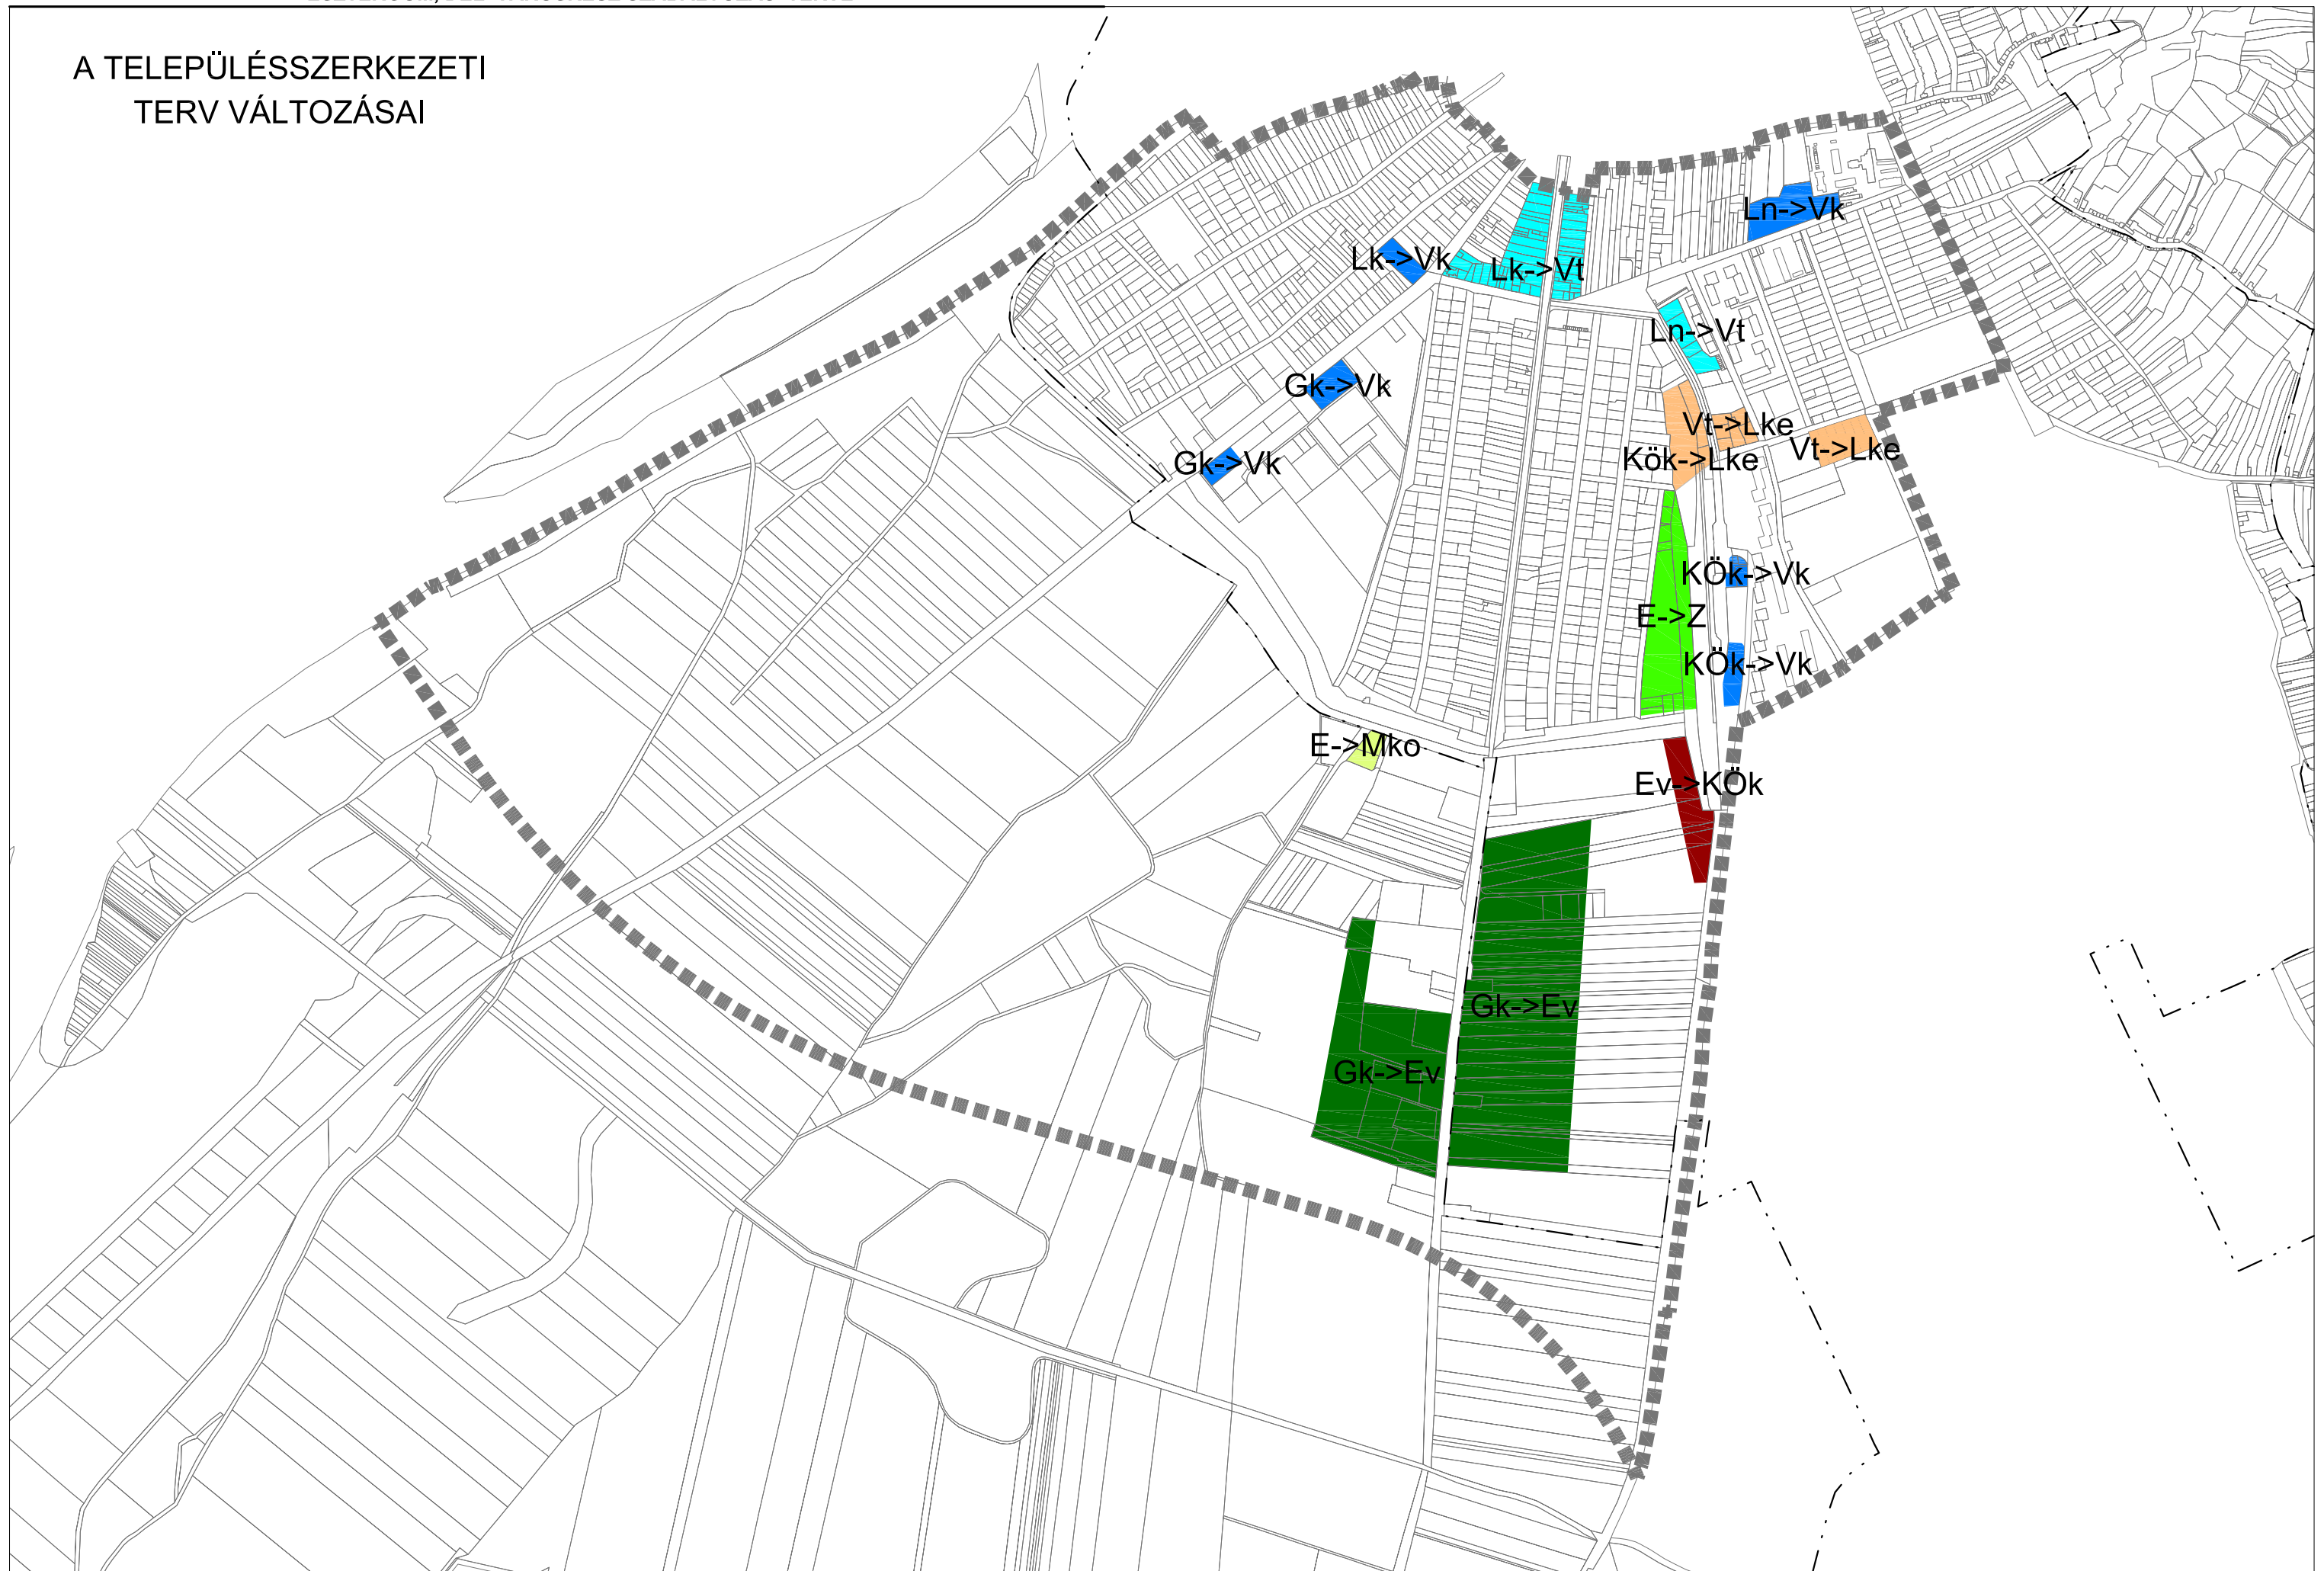 A TELEPÜLÉSSZERKEZETI
TERV VÁLTOZÁSAI
Ln->Vk
Lk->Vk
Lk->Vt
Ln->Vt
Gk->Vk
Vt->Lke
Vt->Lke
Kök->Lke
Gk->Vk
KÖk->Vk
E->Z
KÖk->Vk
E->Mko
Ev->KÖk
Gk->Ev
Gk->Ev